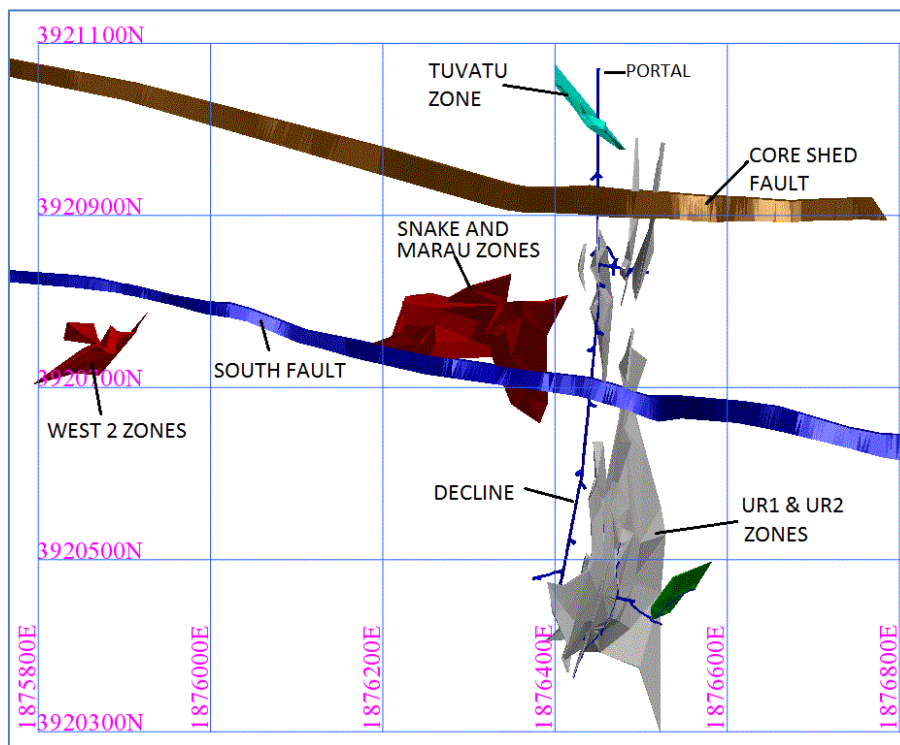 3921100N
TUVATU
ZONE
PORTAL
CORE SHED
FAULT
3920900N
SNAKE AND
MARAU ZONES
SOUTH FAULT
3920700N
WEST 2 ZONES
DECLINE
UR1 & UR2
ZONES
3920500N
1875800E
1876000E
1876200E
1876400E
1876600E
1876800E
3920300N